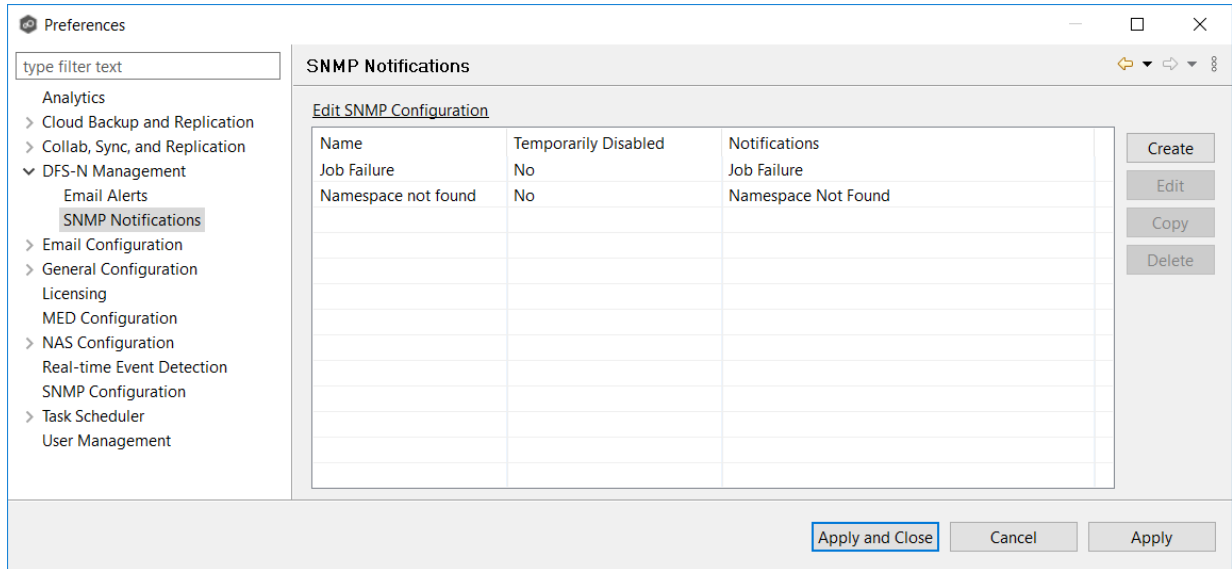 Preferences
type filter text
Analytics
Cloud Backup and Replication
Collab, Sync, and Replication
DFS-N Management
Email Alerts
SNMP Notifications
Email Configuration
General Configuration
Licensing
MED Configuration
NAS Configuration
Real-time Event Detection
SNMP Configuration
Task Scheduler
User Management
SNMP Notifications
Edit SNMP Configuration
Name Temporarily Disabled Notifications
Job Failure No Job Failure
Namespace not found No Namespace Not Found
Create
Edit
Copy
Delete
Apply and Close Cancel Apply